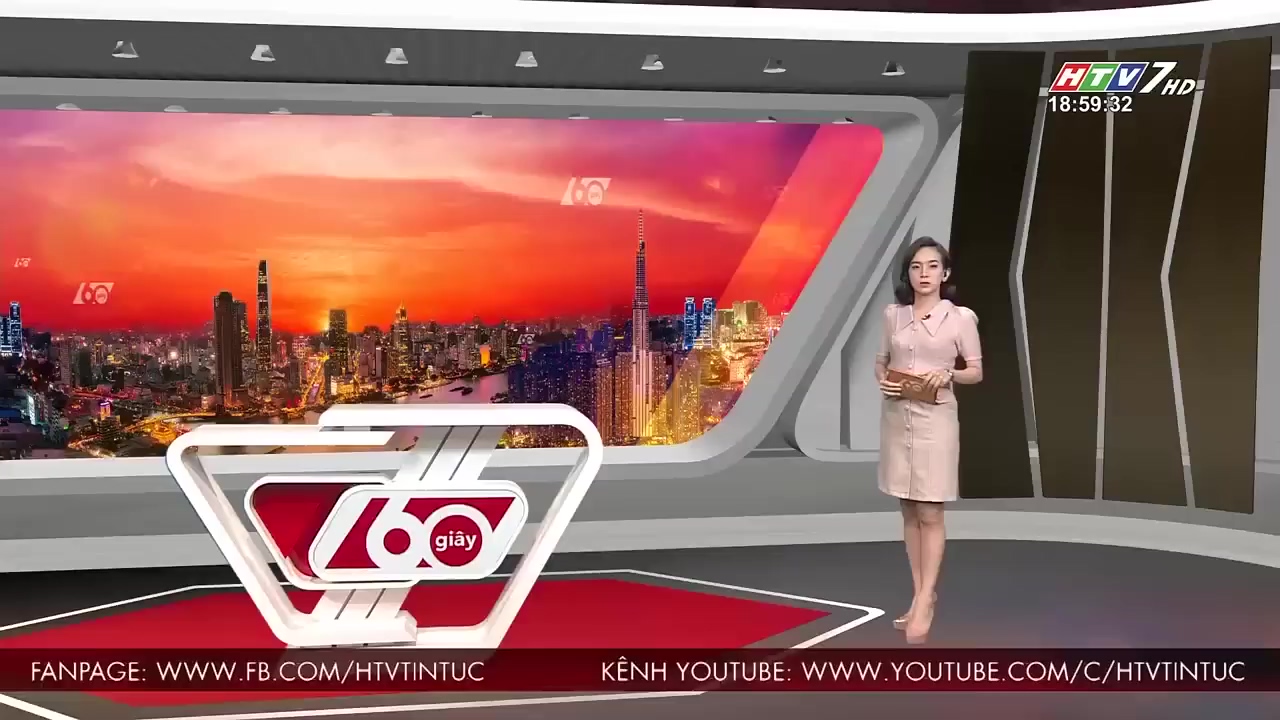 HTV7 HD
18:59:32
60
60
60 giây
FANPAGE: WWW.FB.COM/HTVTINTUC
KÊNH YOUTUBE: WWW.YOUTUBE.COM/C/HTVTINTUC